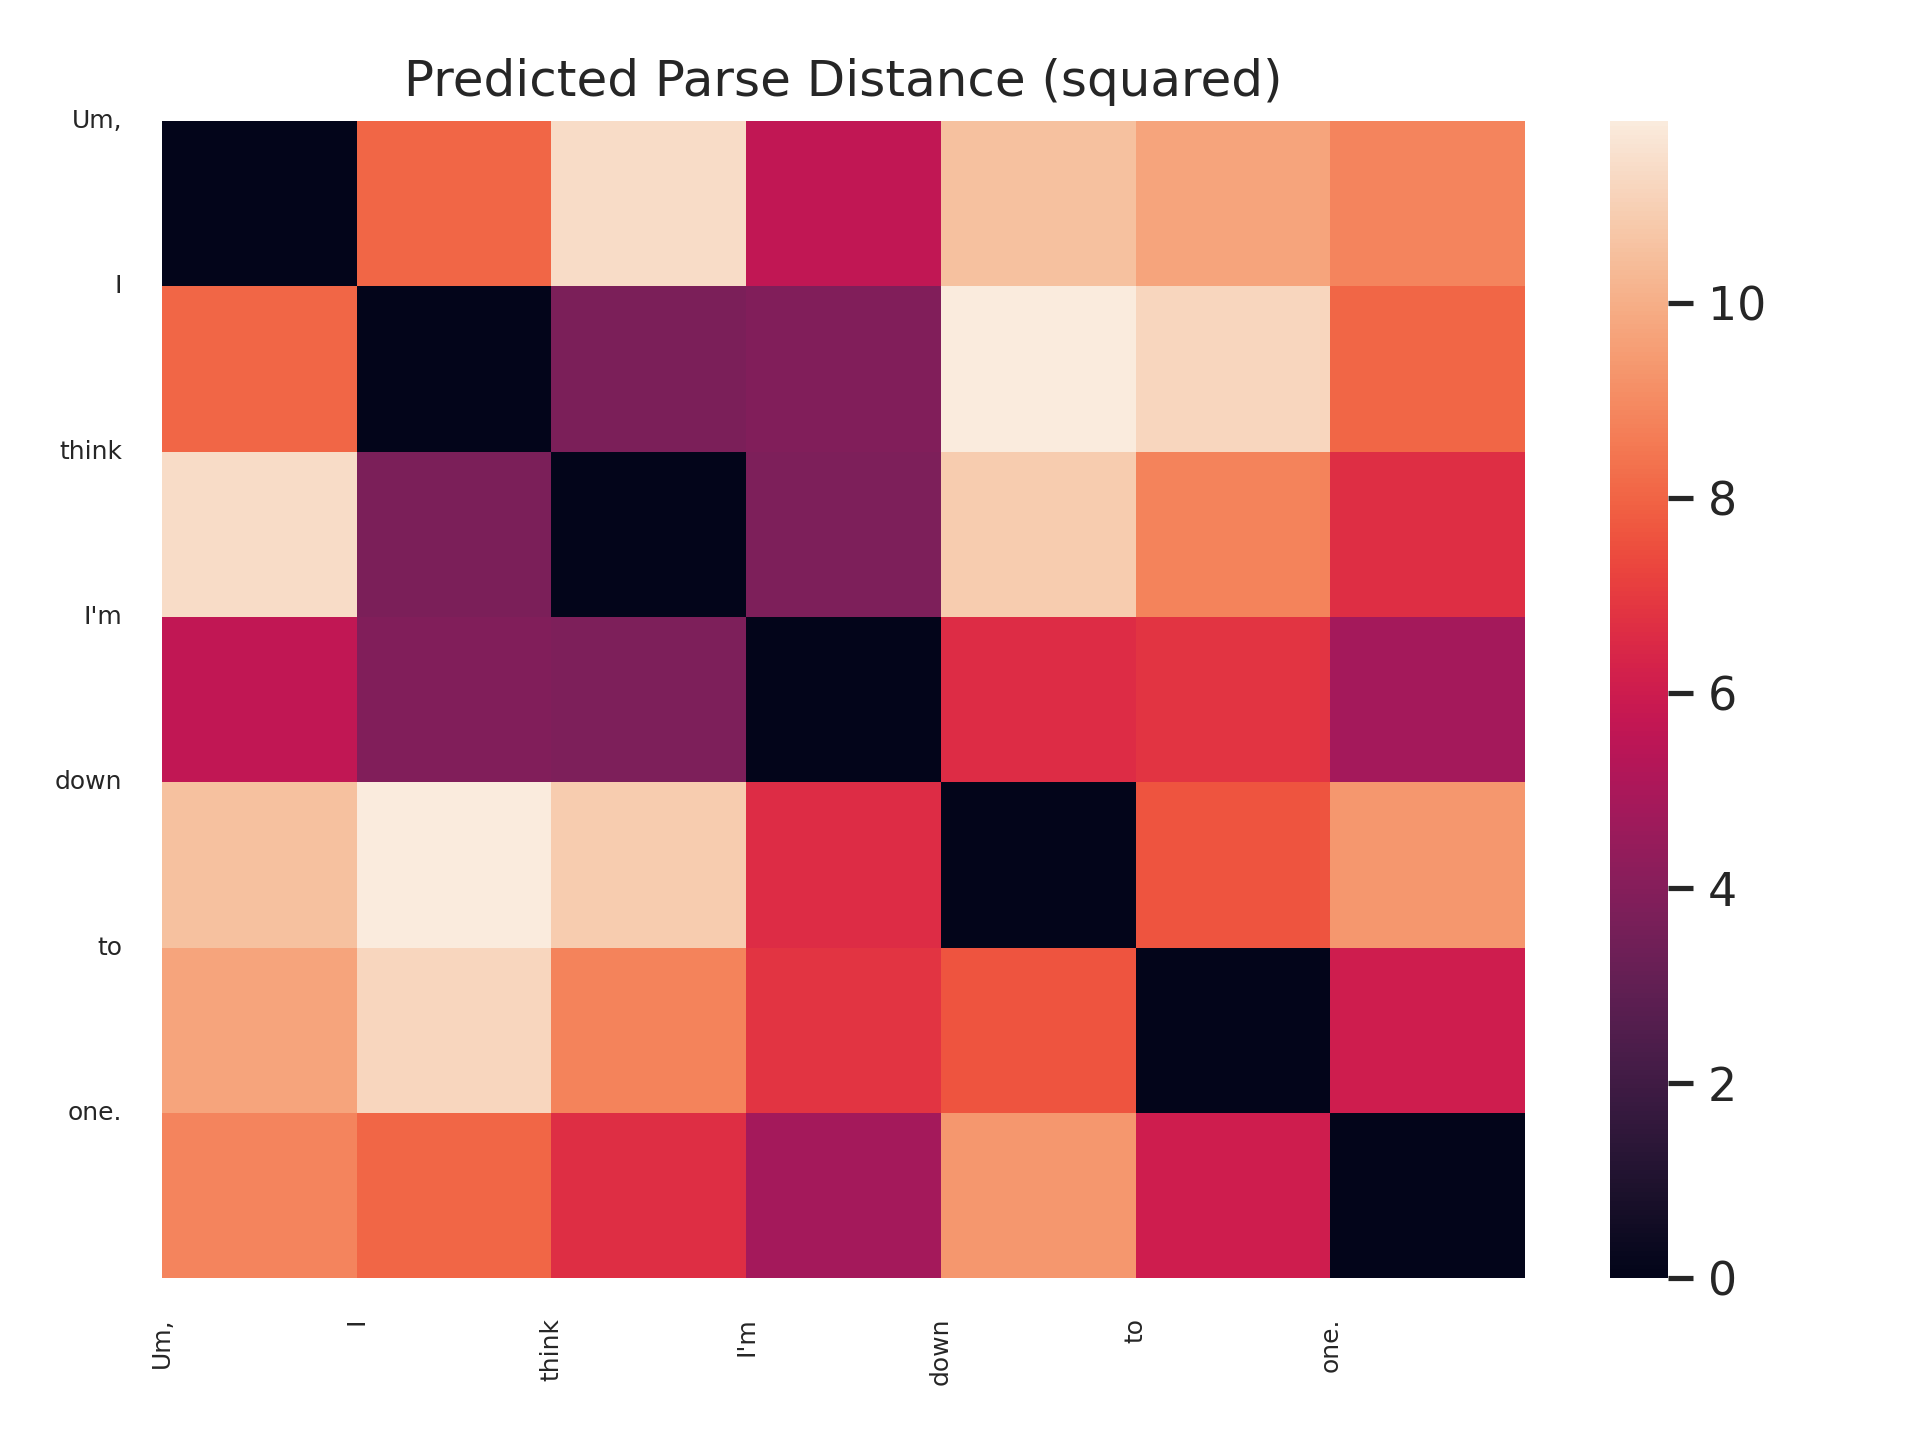 Predicted Parse Distance (squared)
Um,
I
think
I'm
down
to
one.
Um,
I
think
I'm
down
to
one.
10
8
6
4
2
0